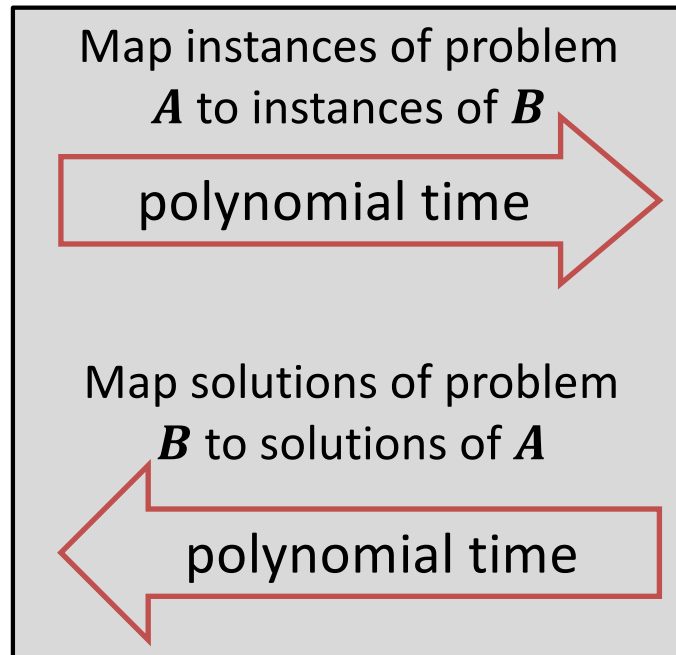 Map instances of problem
A to instances of B
polynomial time
Map solutions of problem
B to solutions of A
polynomial time